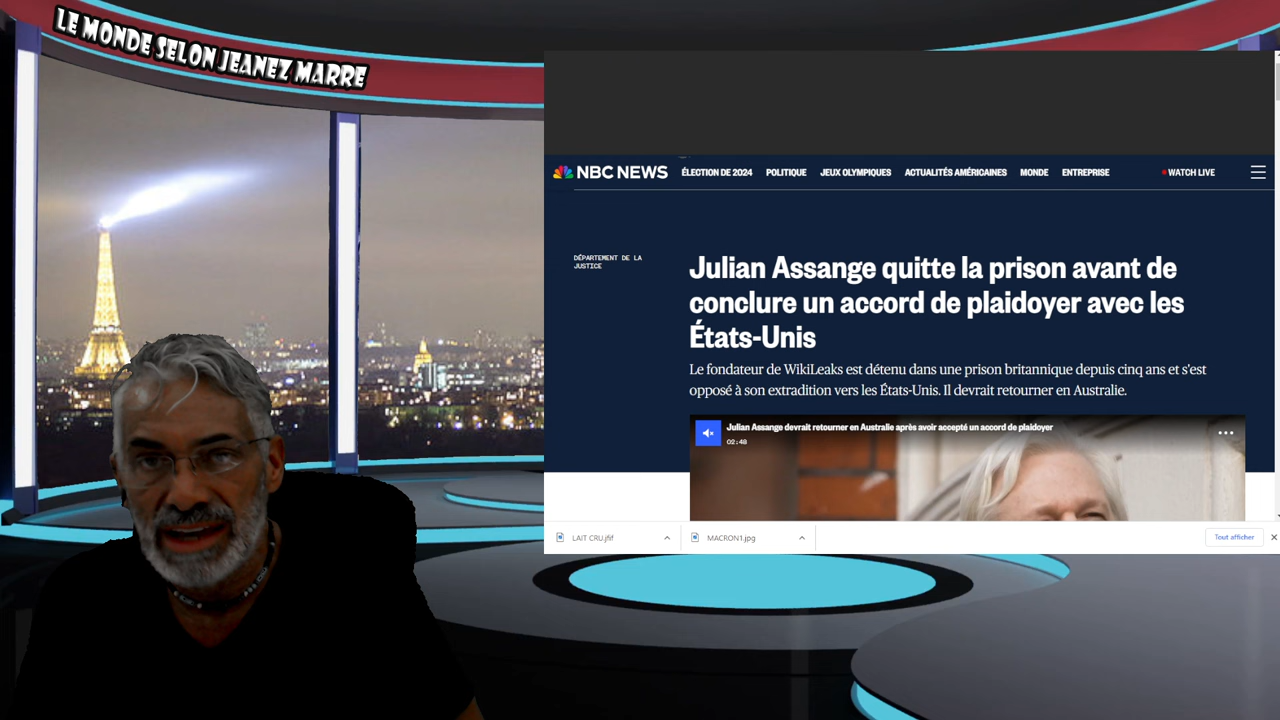 LE MONDE SELON JEANEZ MARRE
NBC NEWS
ÉLECTION DE 2024
POLITIQUE
JEUX OLYMPIQUES
ACTUALITÉS AMÉRICAINES
MONDE
ENTREPRISE
WATCH LIVE
DÉPARTEMENT DE LA
JUSTICE
Julian Assange quitte la prison avant de
conclure un accord de plaidoyer avec les
États-Unis
Le fondateur de WikiLeaks est détenu dans une prison britannique depuis cinq ans et s'est
opposé à son extradition vers les États-Unis. Il devrait retourner en Australie.
Julian Assange devrait retourner en Australie après avoir accepté un accord de plaidoyer
02:48
LAIT CRU.jfif
MACRON1.jpg
Tout afficher